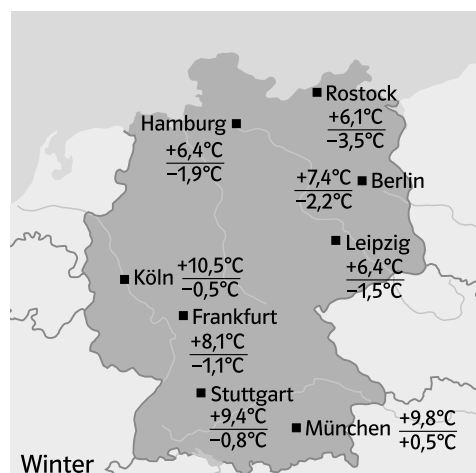 Rostock
+6,1°C
−3,5°C
Hamburg
+6,4°C
−1,9°C
+7,4°C
−2,2°C
Berlin
Leipzig
+6,4°C
−1,5°C
Köln
+10,5°C
−0,5°C
Frankfurt
+8,1°C
−1,1°C
Stuttgart
+9,4°C
−0,8°C
München
+9,8°C
+0,5°C
Winter